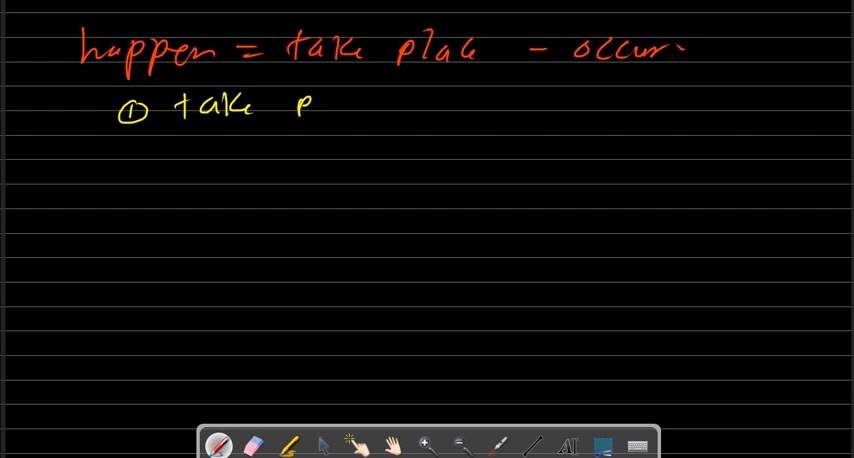 happen = take place - occur.
① take p